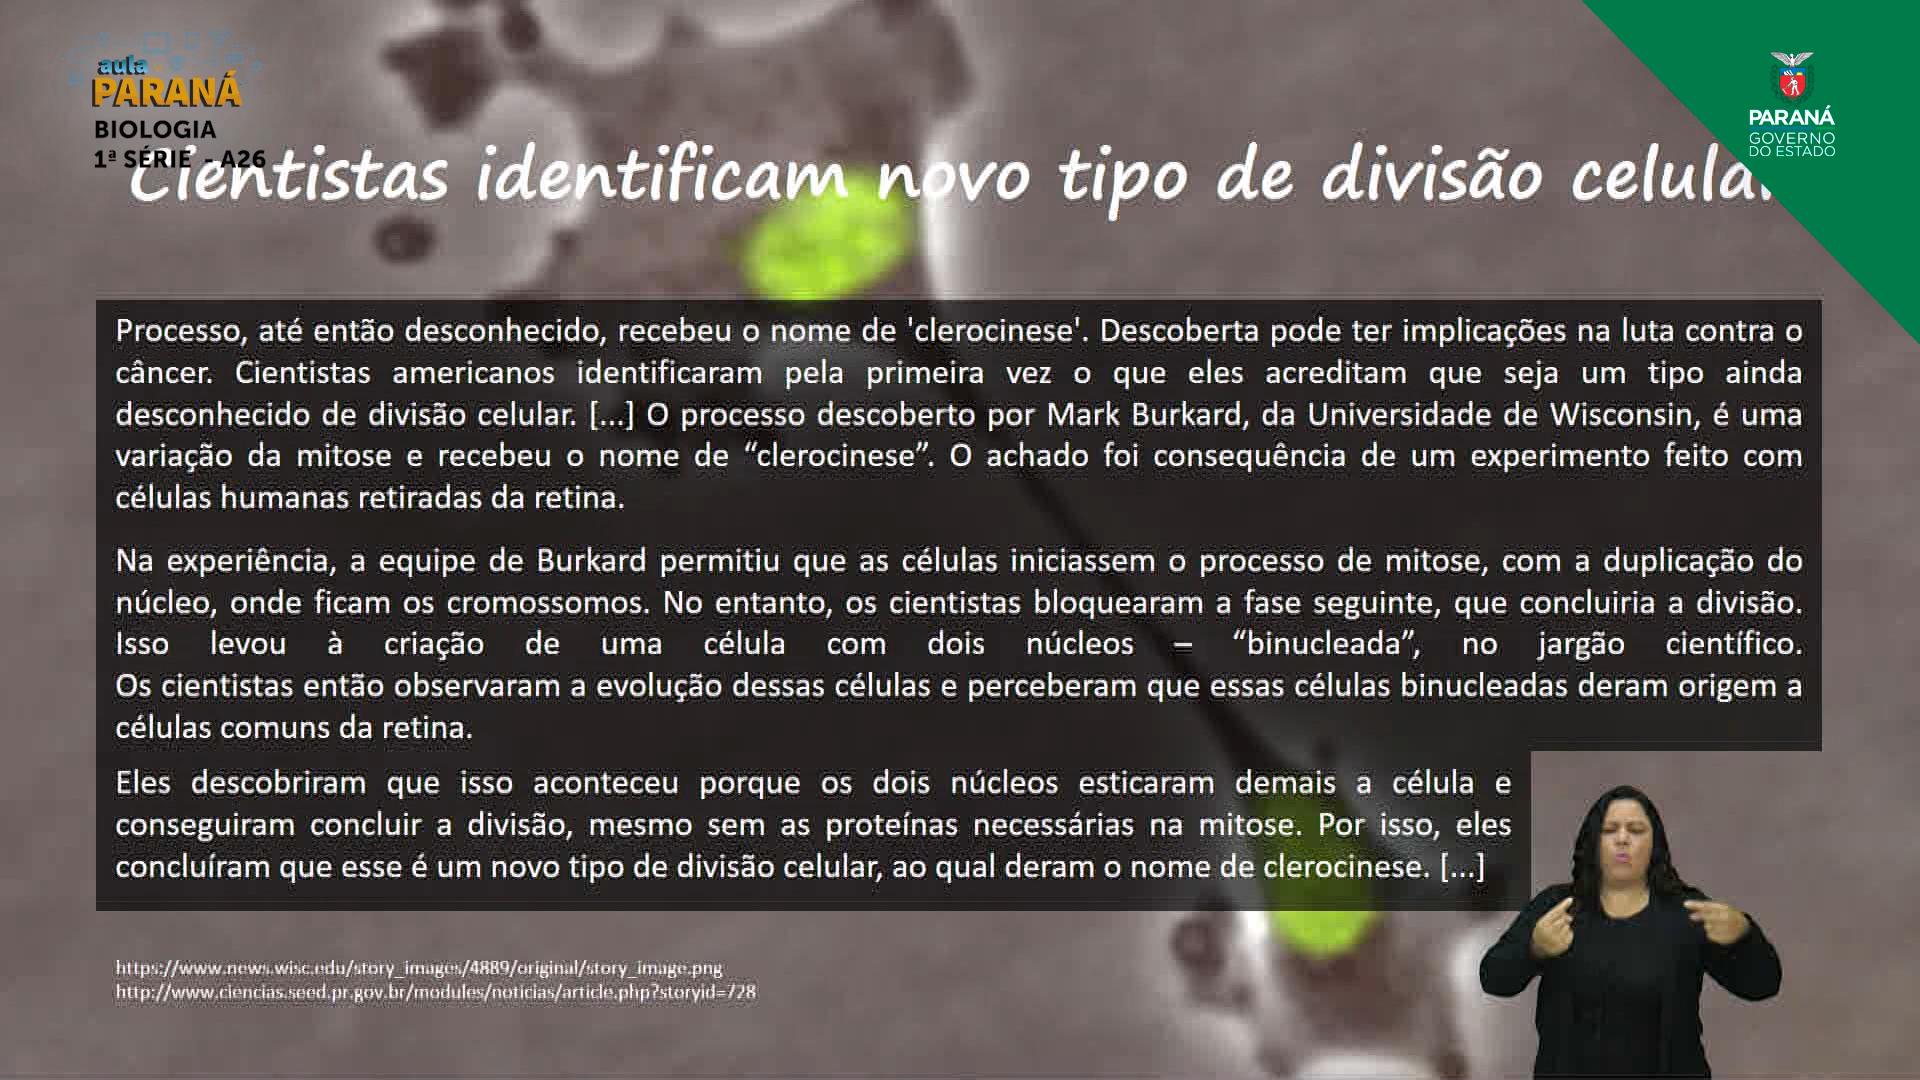 aula
PARANÁ
BIOLOGIA
1ª SÉRIE - A26
PARANÁ
GOVERNO
DO ESTADO
Cientistas identificam novo tipo de divisão celular
Processo, até então desconhecido, recebeu o nome de 'clerocinese'. Descoberta pode ter implicações na luta contra o
câncer. Cientistas americanos identificaram pela primeira vez o que eles acreditam que seja um tipo ainda
desconhecido de divisão celular. [...] O processo descoberto por Mark Burkard, da Universidade de Wisconsin, é uma
variação da mitose e recebeu o nome de “clerocinese”. O achado foi consequência de um experimento feito com
células humanas retiradas da retina.
Na experiência, a equipe de Burkard permitiu que as células iniciassem o processo de mitose, com a duplicação do
núcleo, onde ficam os cromossomos. No entanto, os cientistas bloquearam a fase seguinte, que concluiria a divisão.
Isso levou à criação de uma célula com dois núcleos – “binucleada”, no jargão científico.
Os cientistas então observaram a evolução dessas células e perceberam que essas células binucleadas deram origem a
células comuns da retina.
Eles descobriram que isso aconteceu porque os dois núcleos esticaram demais a célula e
conseguiram concluir a divisão, mesmo sem as proteínas necessárias na mitose. Por isso, eles
concluíram que esse é um novo tipo de divisão celular, ao qual deram o nome de clerocinese. [...]
https://www.news.wisc.edu/story_images/4889/original/story_image.png
http://www.ciencias.seed.pr.gov.br/modules/noticias/article.php?storyid=728